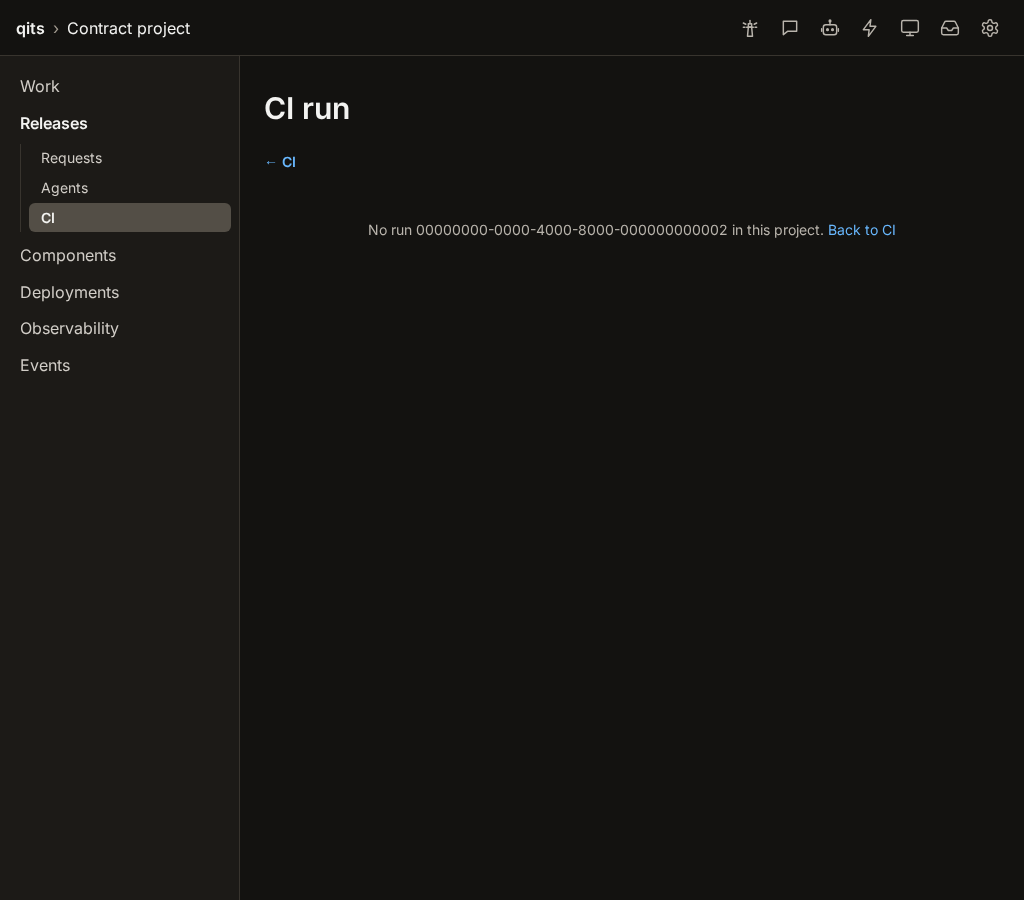 qits › Contract project
Work
Releases
Requests
Agents
CI
Components
Deployments
Observability
Events
CI run
← CI
No run 00000000-0000-4000-8000-000000000002 in this project. Back to CI